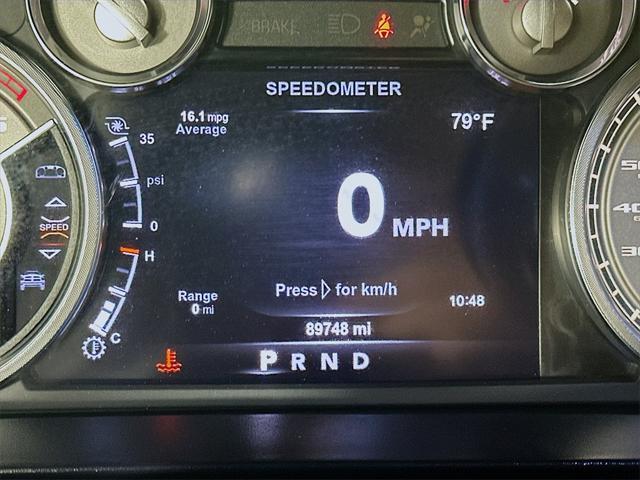 BRAKE
SPEEDOMETER
16.1 mpg
Average
79°F
35
psi
0
H
C
SPEED
0 MPH
Press ▷ for km/h
Range
0 mi
10:48
89748 mi
P R N D